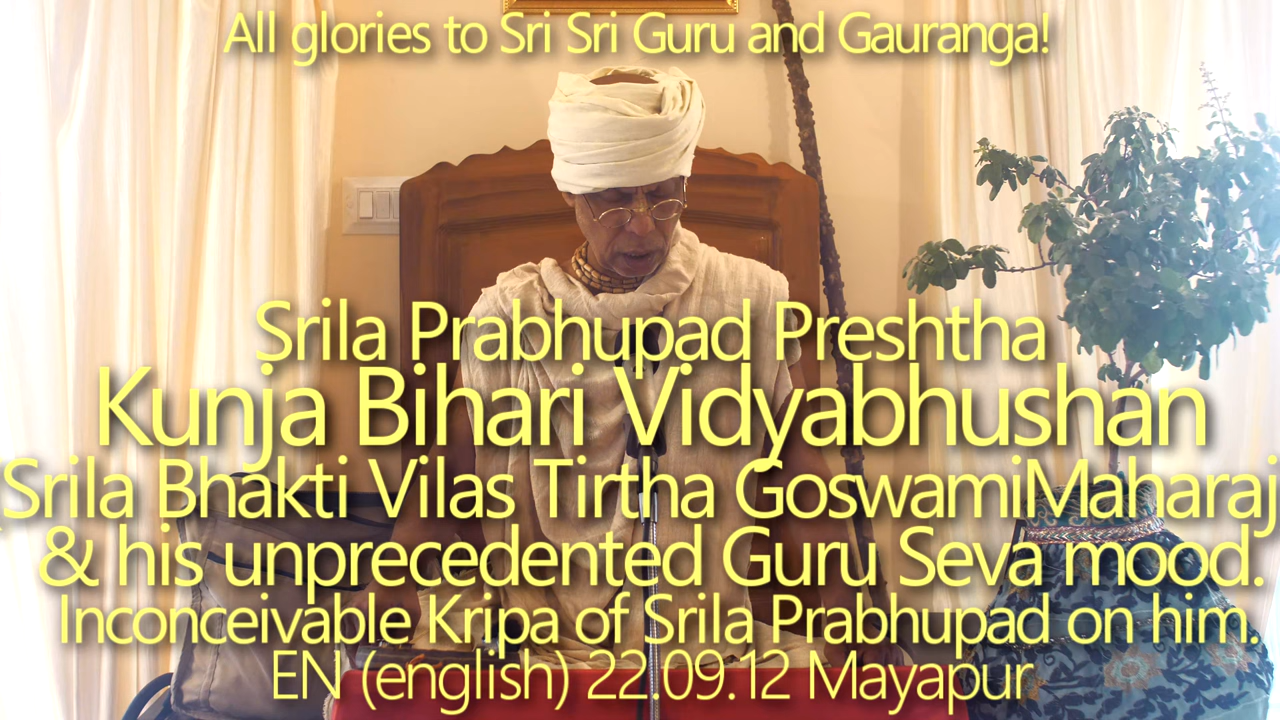 All glories to Sri Sri Guru and Gauranga!
Srila Prabhupad Preshtha
Kunja Bihari Vidyabhushan
Srila Bhakti Vilas Tirtha GoswamiMaharaj
& his unprecedented Guru Seva mood.
Inconceivable Kripa of Srila Prabhupad on him.
EN (english) 22.09.12 Mayapur